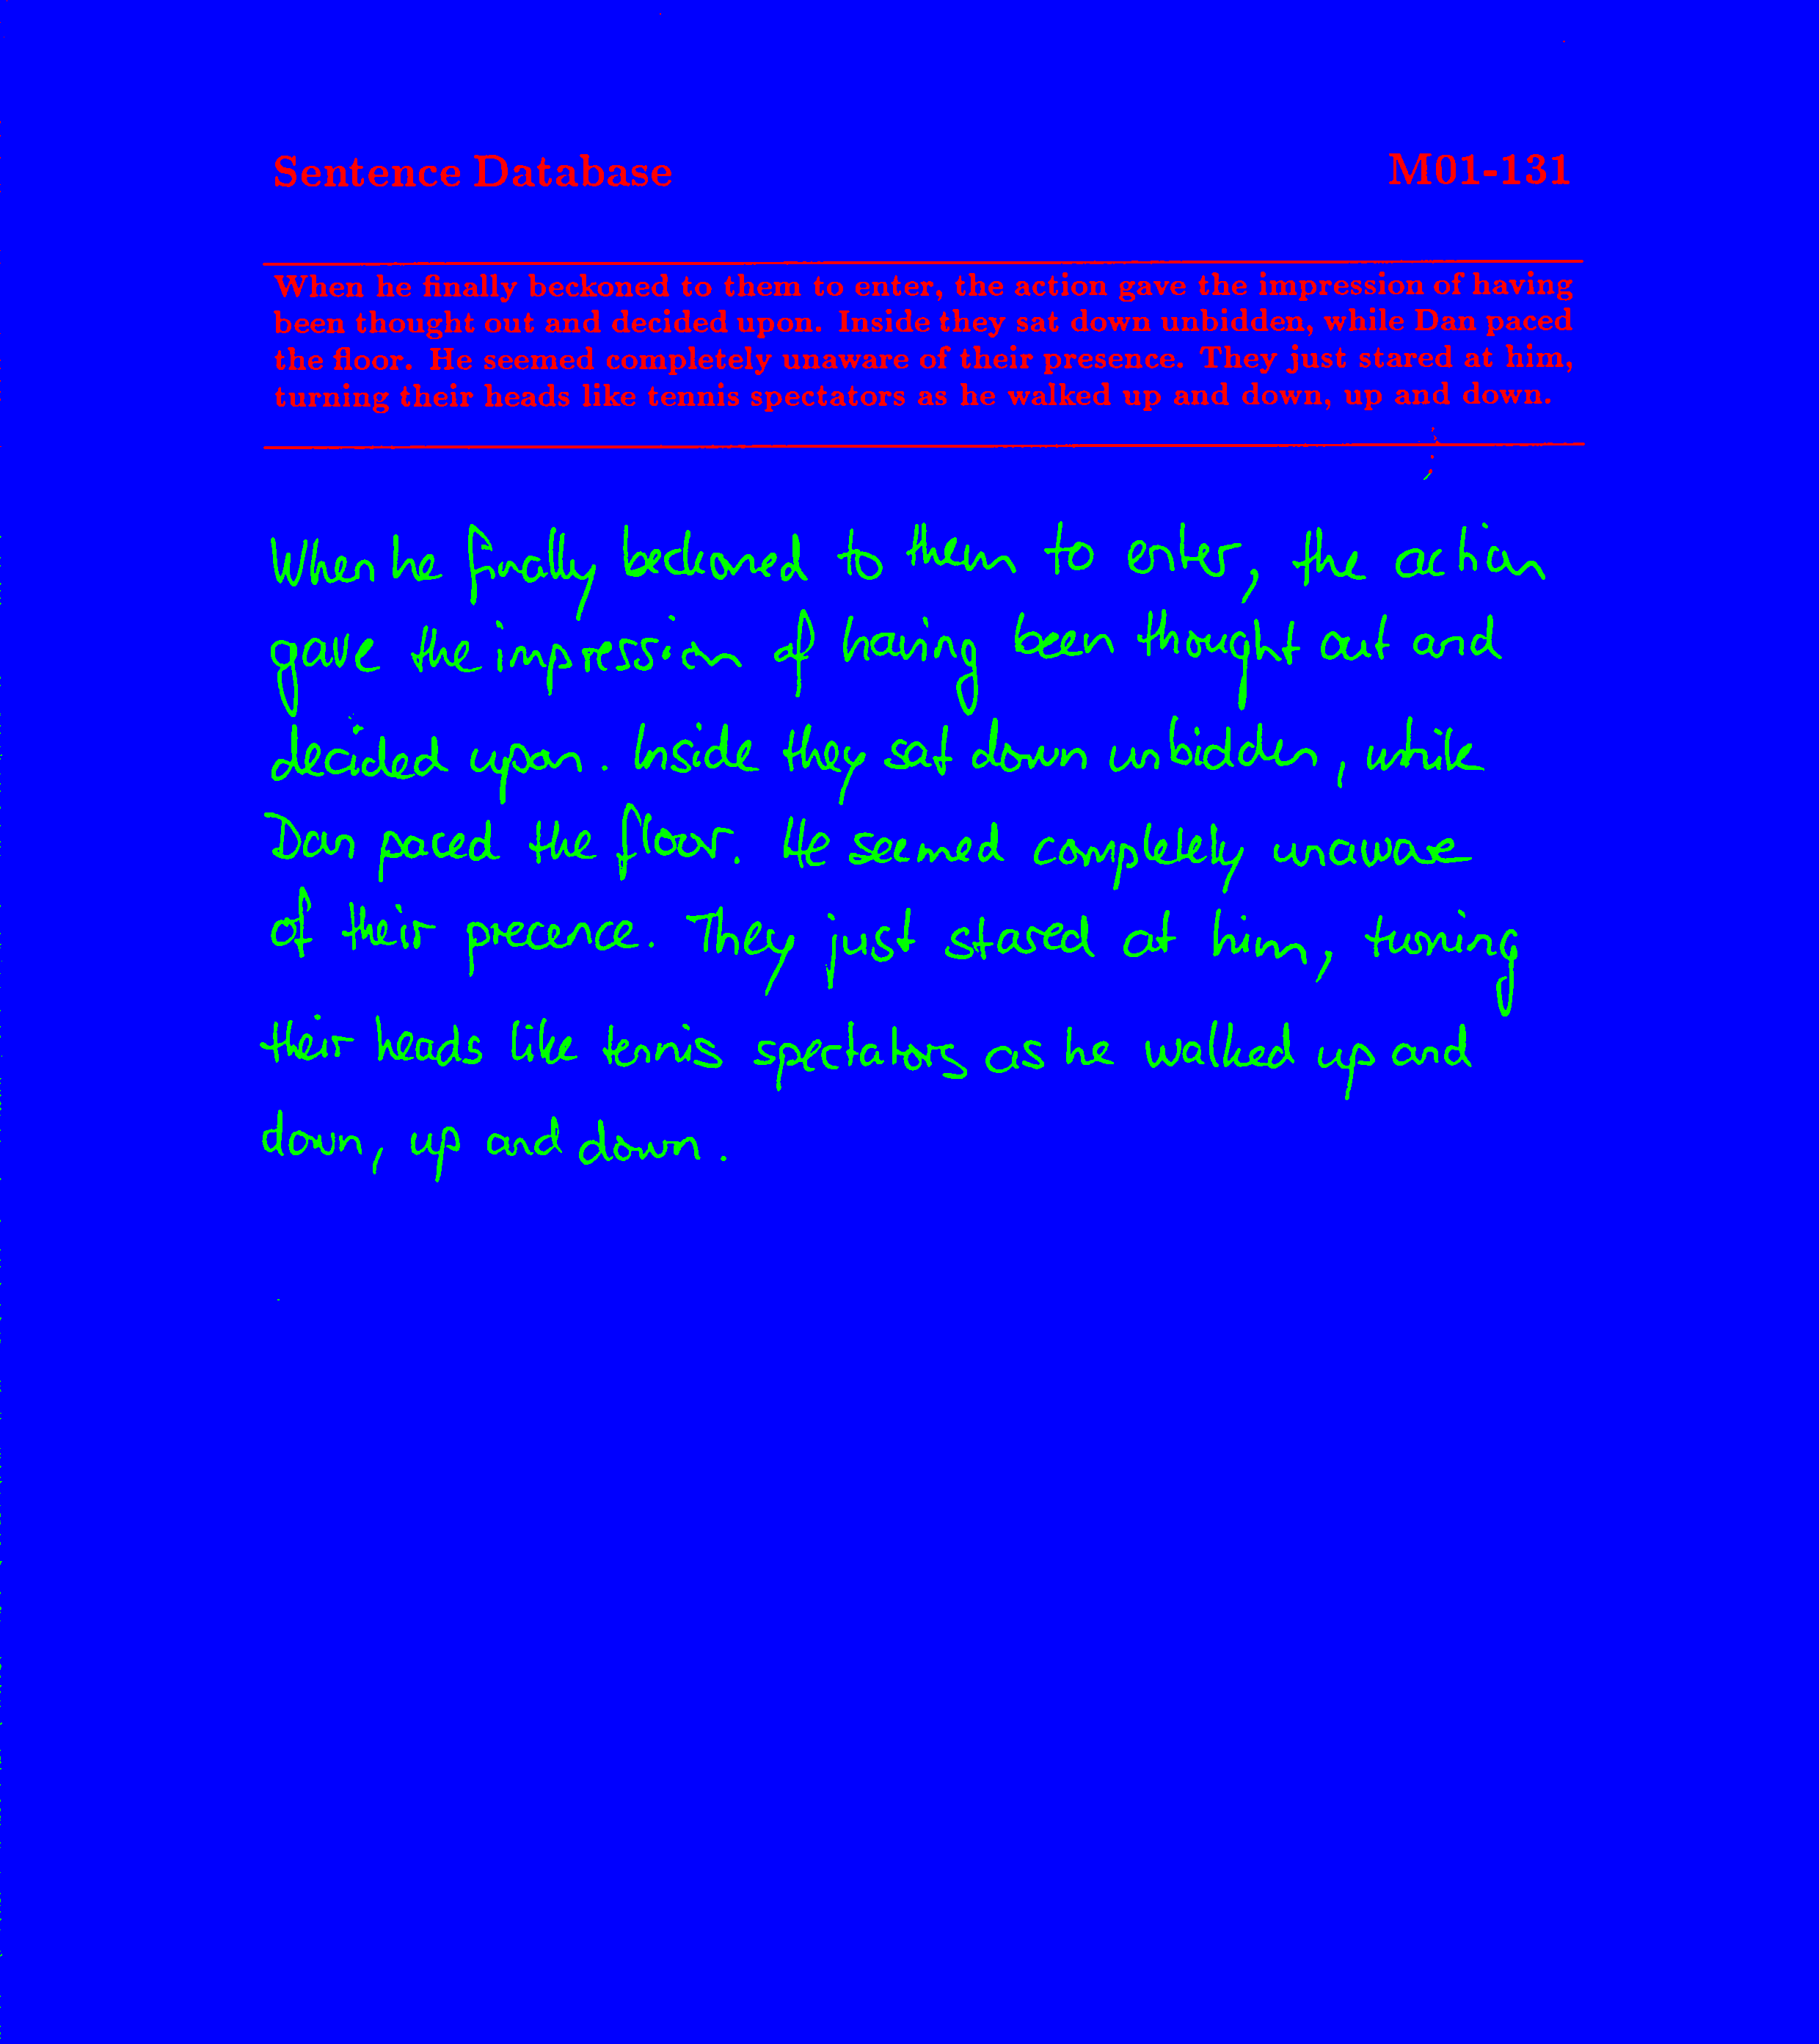 Sentence Database M01-131
When he finally beckoned to them to enter, the action gave the impression of having
been thought out and decided upon. Inside they sat down unbidden, while Dan paced
the floor. He seemed completely unaware of their presence. They just stared at him,
turning their heads like tennis spectators as he walked up and down, up and down.
When he finally beckoned to them to enter, the action
gave the impression of having been thought out and
decided upon. Inside they sat down unbidden, while
Dan paced the floor. He seemed completely unaware
of their precence. They just stared at him, turning
their heads like tennis spectators as he walked up and
down, up and down.